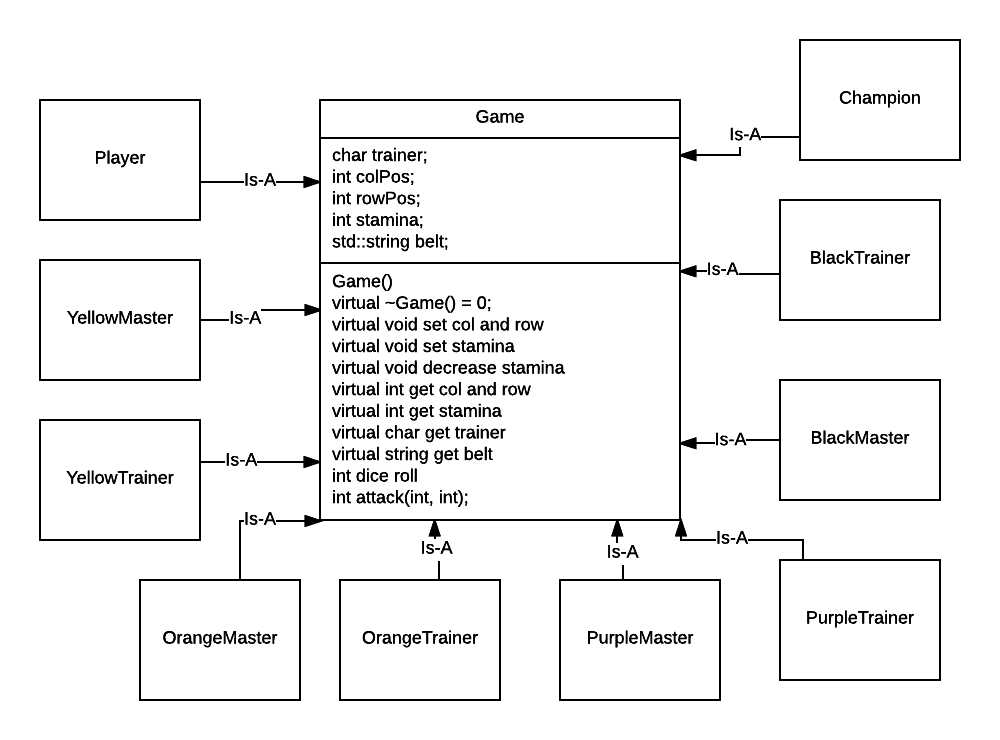 Champion
Game
Is-A
Player
char trainer;
int colPos;
Is-A
int rowPos;
int stamina;
std::string belt;
BlackTrainer
Is-A
Game()
virtual ~Game() = 0;
YellowMaster
Is-A
virtual void set col and row
virtual void set stamina
virtual void decrease stamina
virtual int get col and row
virtual int get stamina
virtual char get trainer
virtual string get belt
int dice roll
int attack(int, int);
BlackMaster
Is-A
Is-A
YellowTrainer
Is-A
Is-A
Is-A
Is-A
PurpleTrainer
OrangeMaster
OrangeTrainer
PurpleMaster